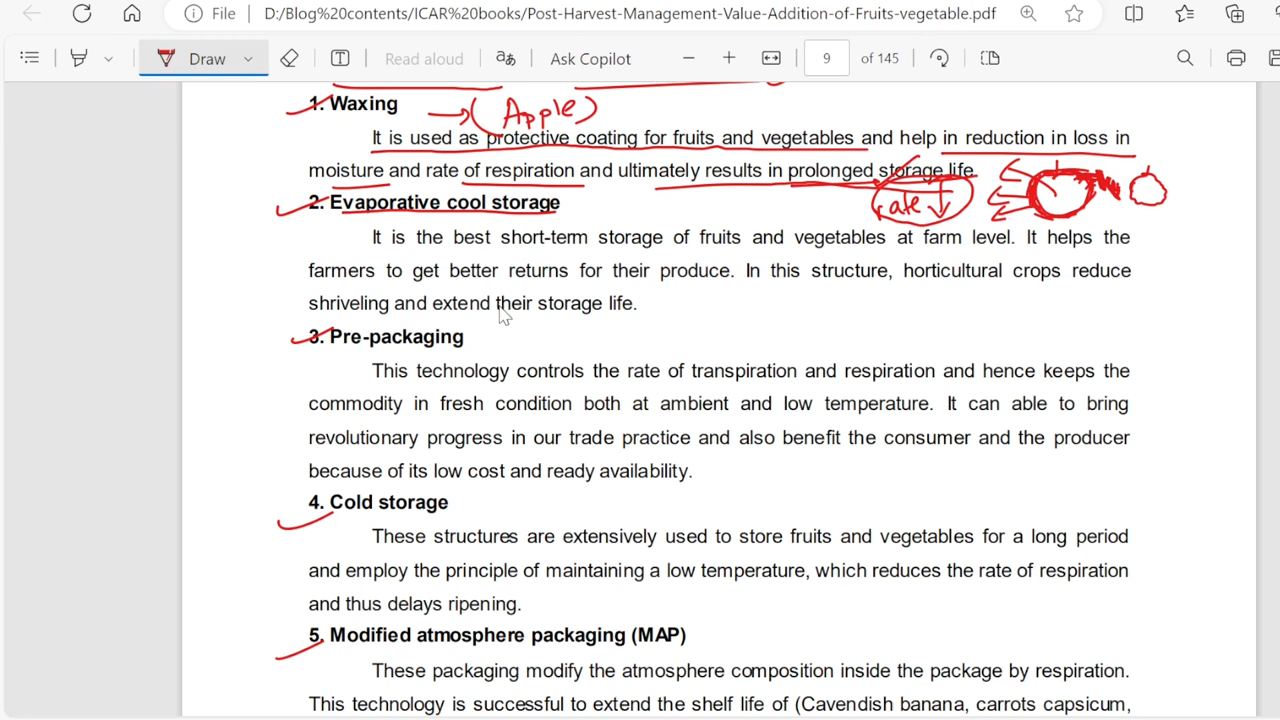 File | D:/Blog%20contents/ICAR%20books/Post-Harvest-Management-Value-Addition-of-Fruits-vegetable.pdf
Draw Read aloud aあ Ask Copilot 9 of 145
1. Waxing → (Apple)
It is used as protective coating for fruits and vegetables and help in reduction in loss in
moisture and rate of respiration and ultimately results in prolonged storage life.
rate ↓
2. Evaporative cool storage
It is the best short-term storage of fruits and vegetables at farm level. It helps the
farmers to get better returns for their produce. In this structure, horticultural crops reduce
shriveling and extend their storage life.
3. Pre-packaging
This technology controls the rate of transpiration and respiration and hence keeps the
commodity in fresh condition both at ambient and low temperature. It can able to bring
revolutionary progress in our trade practice and also benefit the consumer and the producer
because of its low cost and ready availability.
4. Cold storage
These structures are extensively used to store fruits and vegetables for a long period
and employ the principle of maintaining a low temperature, which reduces the rate of respiration
and thus delays ripening.
5. Modified atmosphere packaging (MAP)
These packaging modify the atmosphere composition inside the package by respiration.
This technology is successful to extend the shelf life of (Cavendish banana, carrots capsicum,